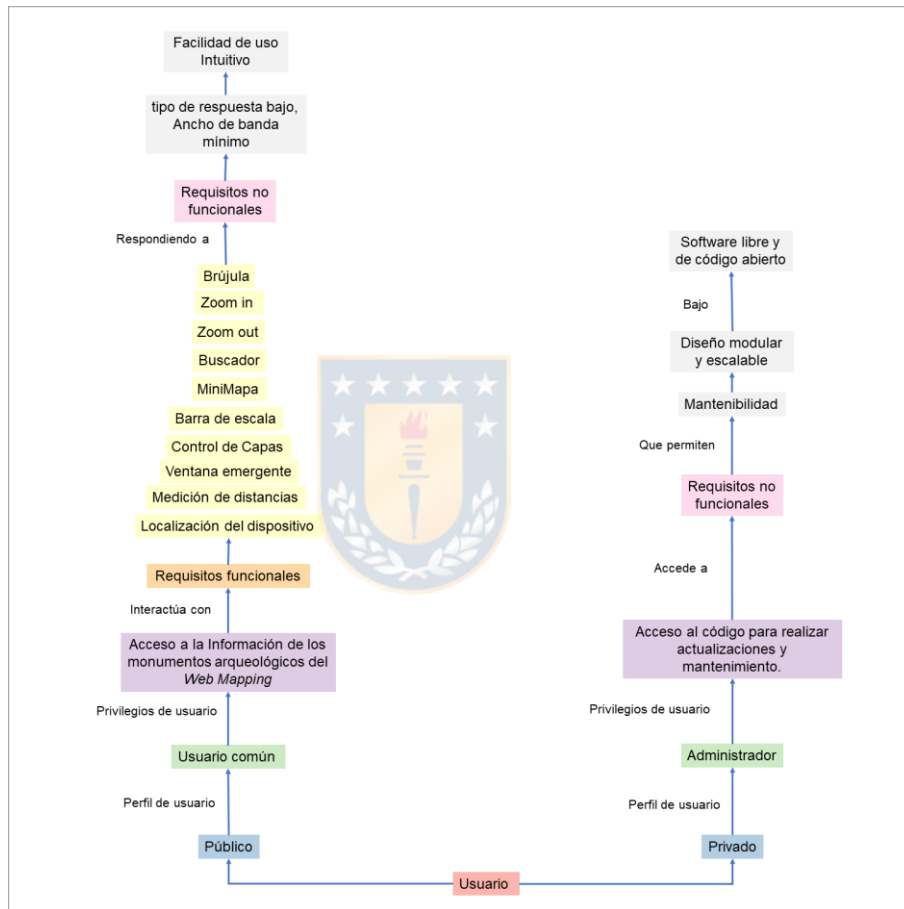 Facilidad de uso
Intuitivo
tipo de respuesta bajo,
Ancho de banda
mínimo
Requisitos no
funcionales
Respondiendo a
Brújula
Zoom in
Zoom out
Buscador
MiniMapa
Barra de escala
Control de Capas
Ventana emergente
Medición de distancias
Localización del dispositivo
Requisitos funcionales
Interactúa con
Acceso a la Información de los
monumentos arqueológicos del
Web Mapping
Privilegios de usuario
Usuario común
Perfil de usuario
Público
Software libre y
de código abierto
Bajo
Diseño modular
y escalable
Mantenibilidad
Que permiten
Requisitos no
funcionales
Accede a
Acceso al código para realizar
actualizaciones y
mantenimiento.
Privilegios de usuario
Administrador
Perfil de usuario
Privado
Usuario